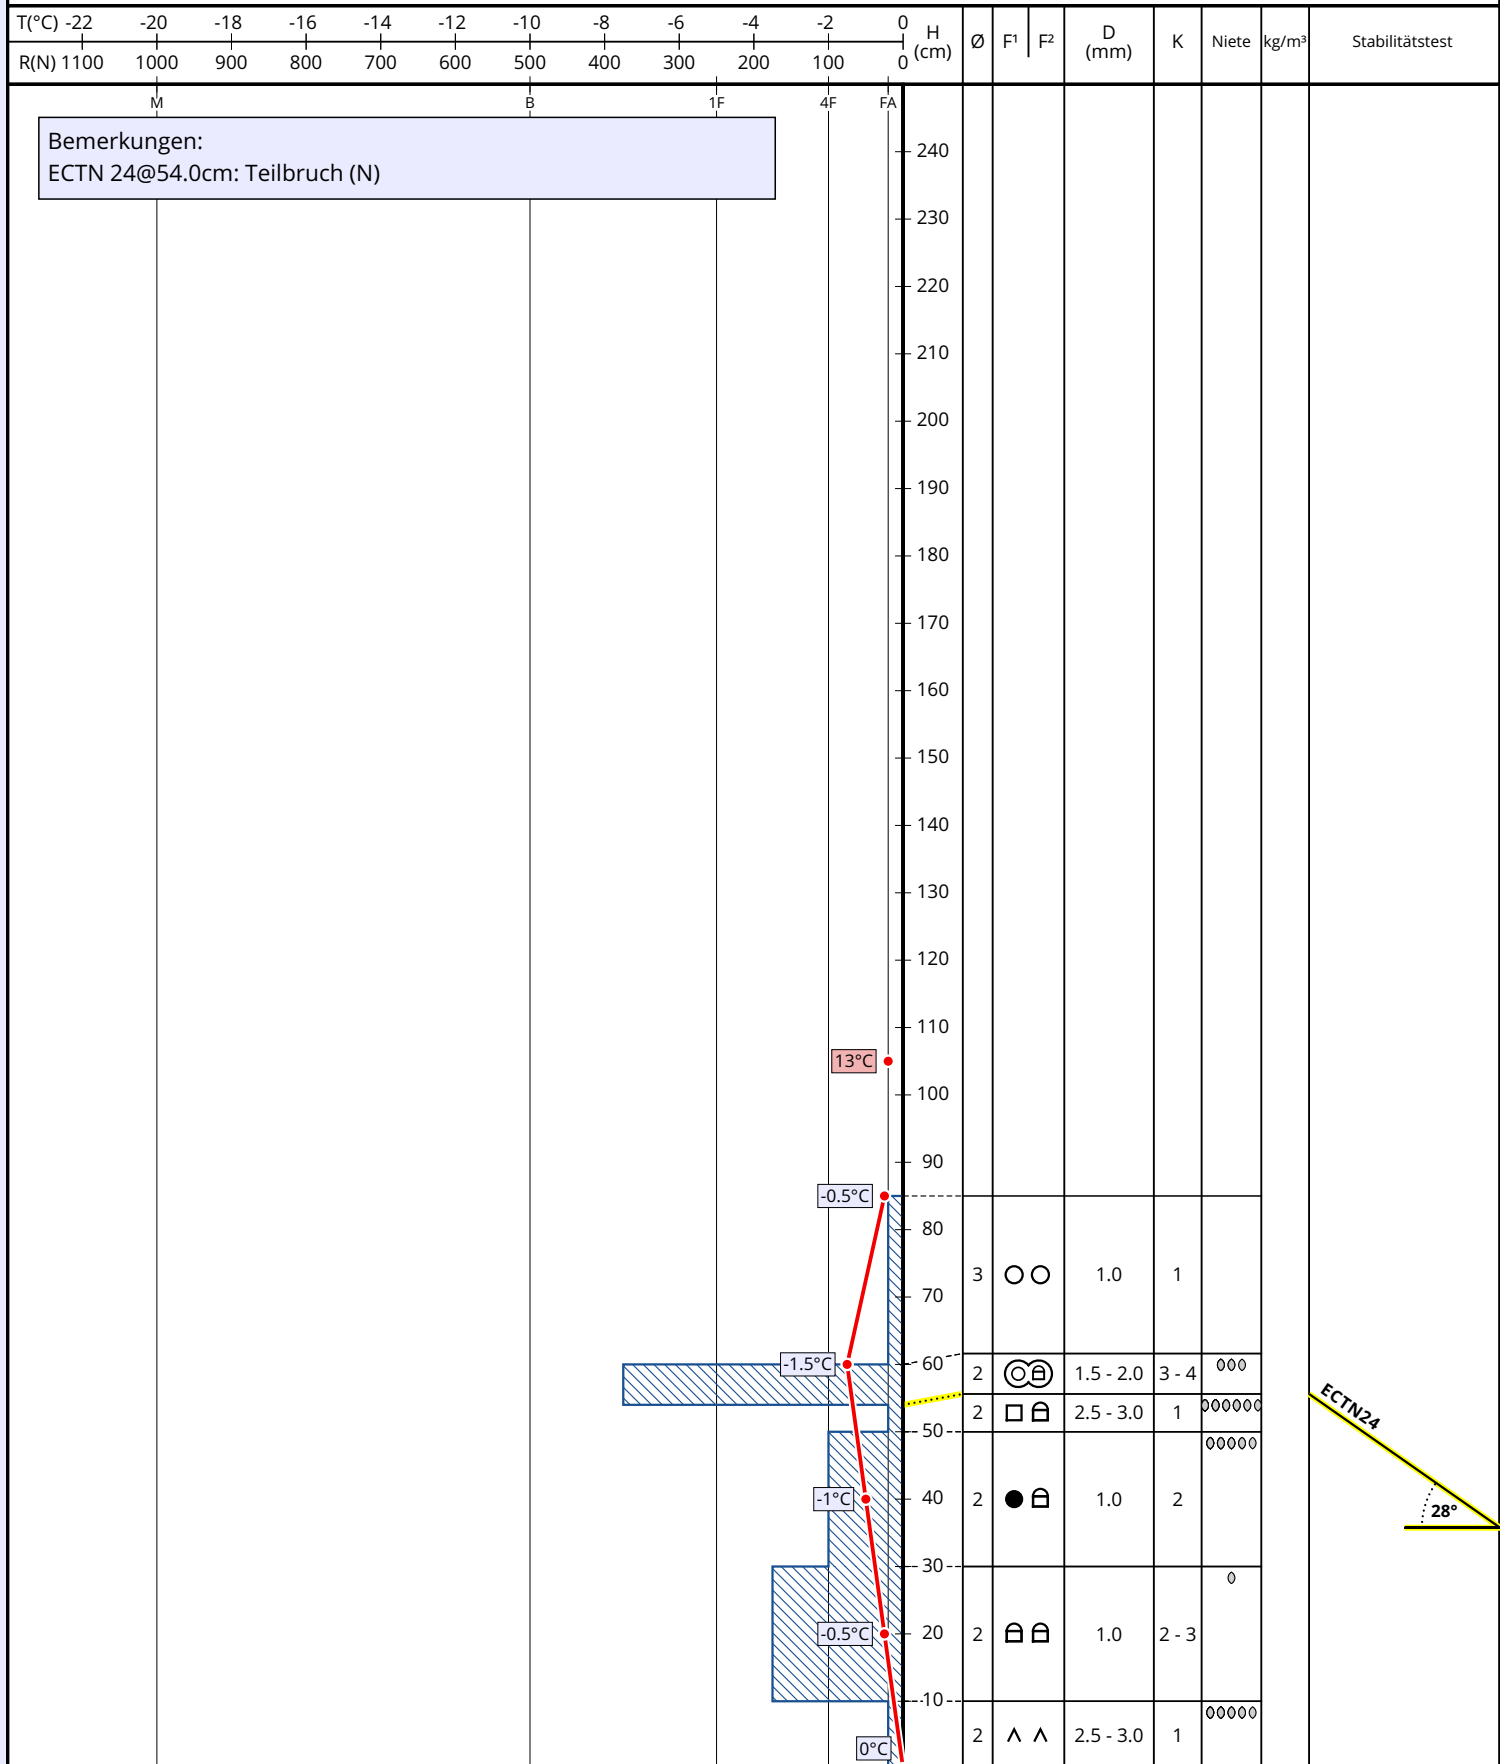 T(°C) -22 -20 -18 -16 -14 -12 -10 -8 -6 -4 -2 0
R(N) 1100 1000 900 800 700 600 500 400 300 200 100 0
H (cm) Ø F¹ F² D (mm) K Niete kg/m³ Stabilitätstest
M B 1F 4F FA
Bemerkungen:
ECTN 24@54.0cm: Teilbruch (N)
240
230
220
210
200
190
180
170
160
150
140
130
120
110
13°C
100
90
-0.5°C
80
3 1.0 1
70
-1.5°C 60
2 1.5 - 2.0 3 - 4
2 2.5 - 3.0 1
ECTN24
50
-1°C 40 2 1.0 2
28°
30
-0.5°C 20 2 1.0 2 - 3
10
2 2.5 - 3.0 1
0°C